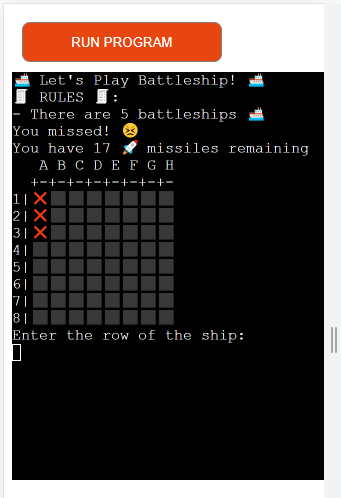 RUN PROGRAM
🛳️ Let's Play Battleship! 🛳️
🧾 RULES 🧾:
- There are 5 battleships 🛳️
You missed! 😣
You have 17 🚀 missiles remaining
A B C D E F G H
+-+-+-+-+-+-+-+-
1|❌⬛⬛⬛⬛⬛⬛⬛
2|❌⬛⬛⬛⬛⬛⬛⬛
3|❌⬛⬛⬛⬛⬛⬛⬛
4|⬛⬛⬛⬛⬛⬛⬛⬛
5|⬛⬛⬛⬛⬛⬛⬛⬛
6|⬛⬛⬛⬛⬛⬛⬛⬛
7|⬛⬛⬛⬛⬛⬛⬛⬛
8|⬛⬛⬛⬛⬛⬛⬛⬛
Enter the row of the ship: